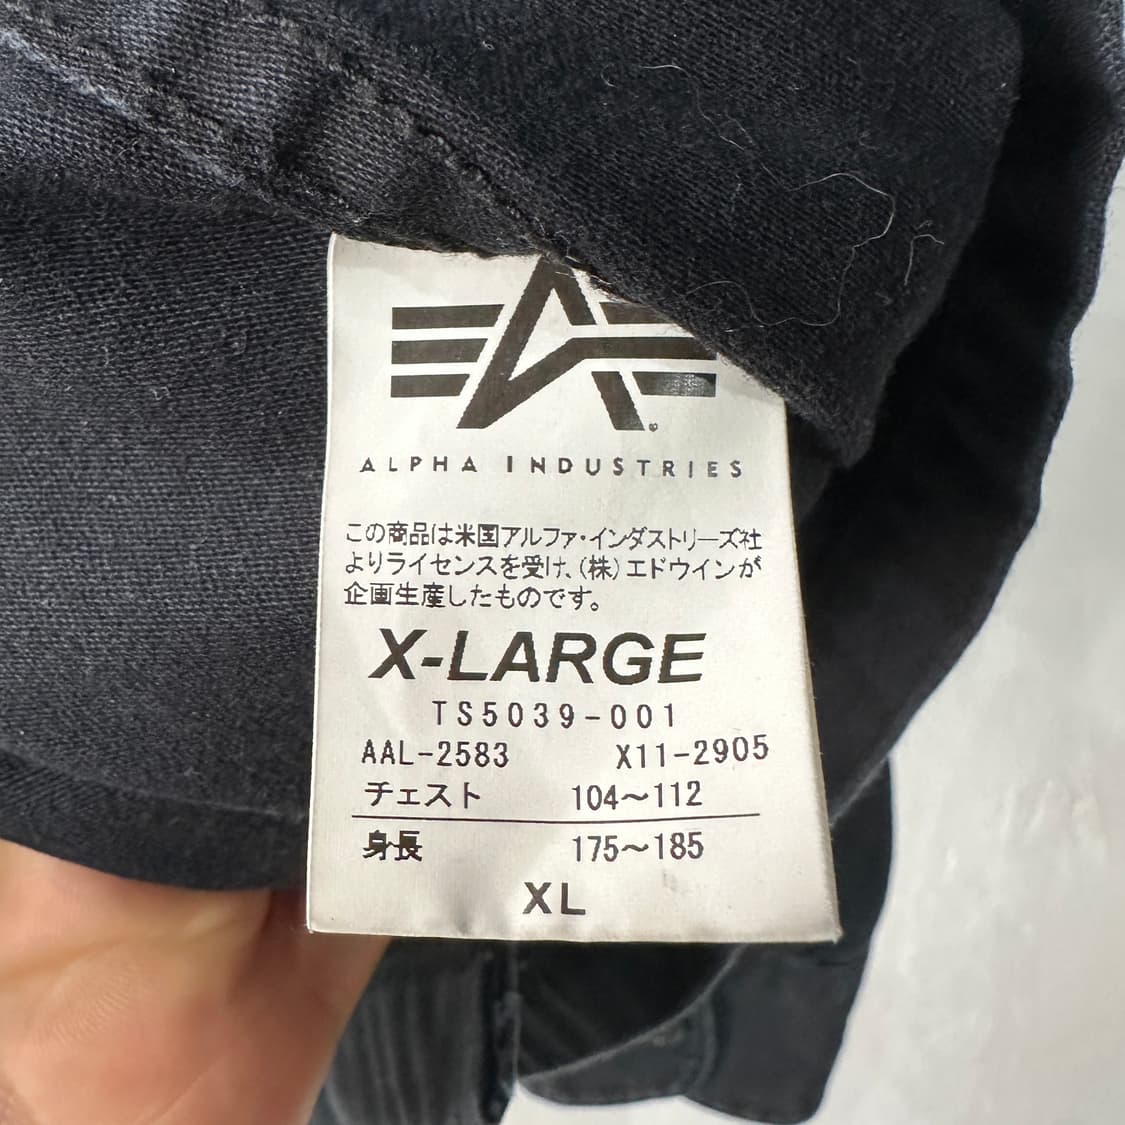 ALPHA INDUSTRIES
この商品は米国アルファ・インダストリーズ社
よりライセンスを受け、(株)エドウインが
企画生産したものです。
X-LARGE
TS5039-001
AAL-2583 X11-2905
チェスト 104～112
身長 175～185
XL